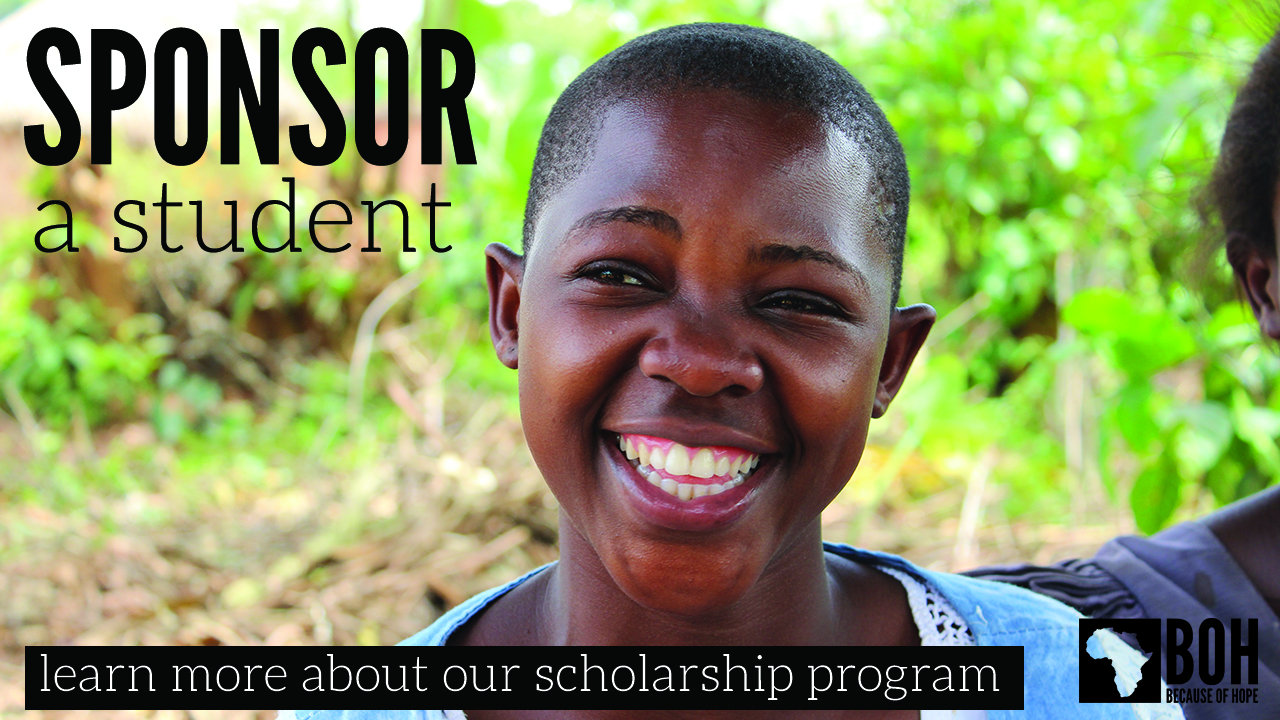 SPONSOR
a student
learn more about our scholarship program
BOH
BECAUSE OF HOPE